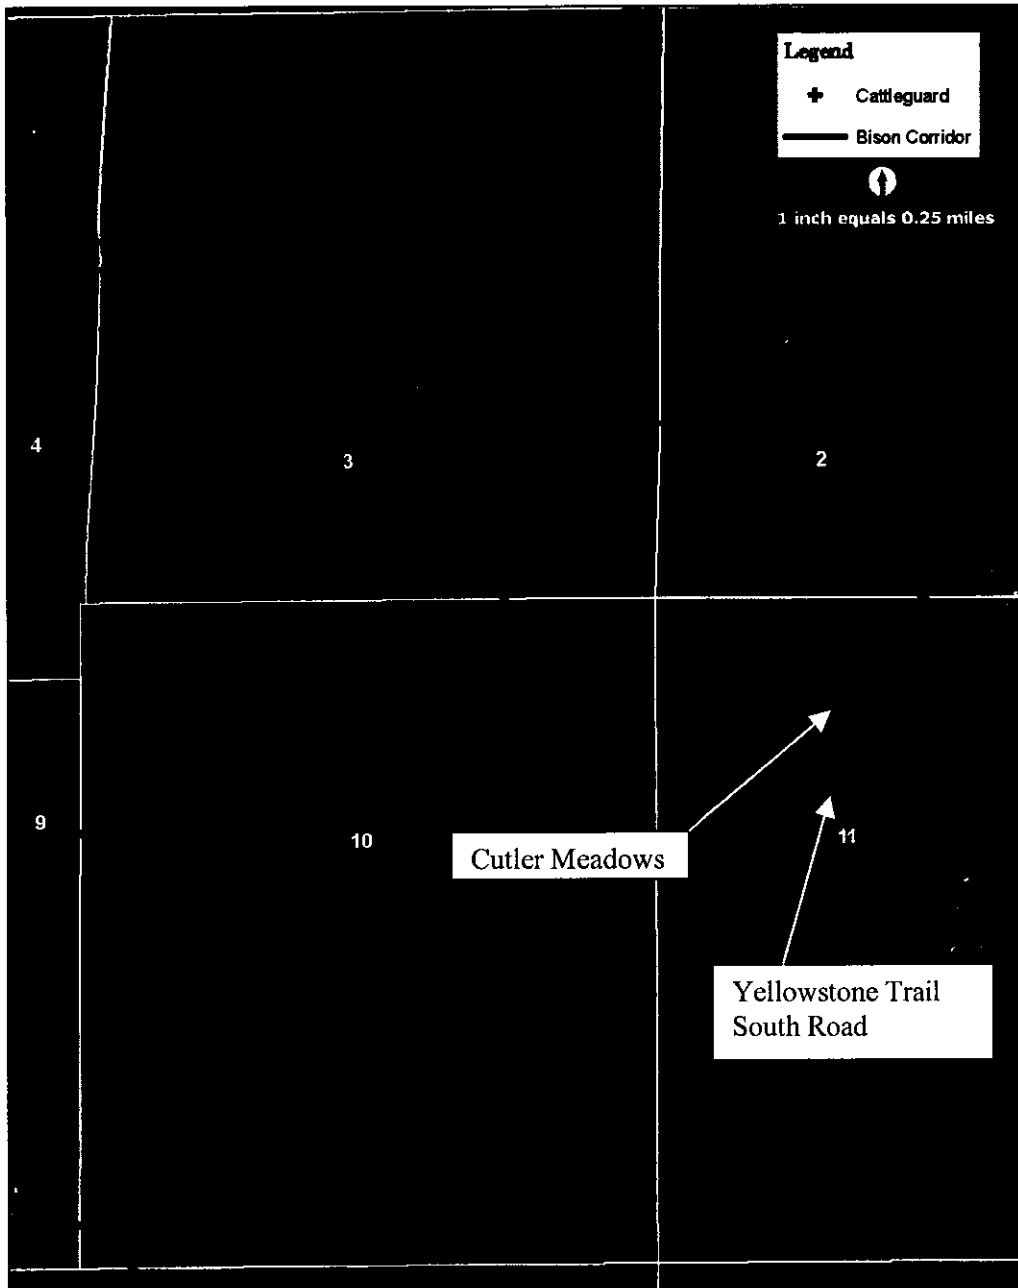 Legend
Cattleguard
Bison Corridor
1 inch equals 0.25 miles
4
3
2
9
10
11
Cutler Meadows
Yellowstone Trail
South Road